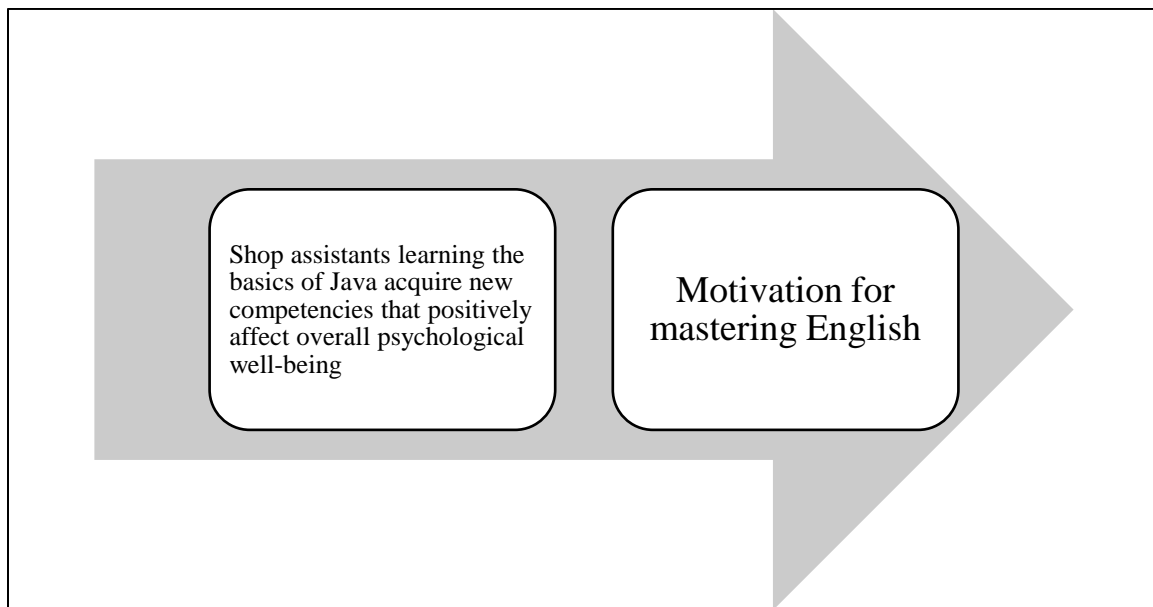 Shop assistants learning the
basics of Java acquire new
competencies that positively
affect overall psychological
well-being
Motivation for
mastering English